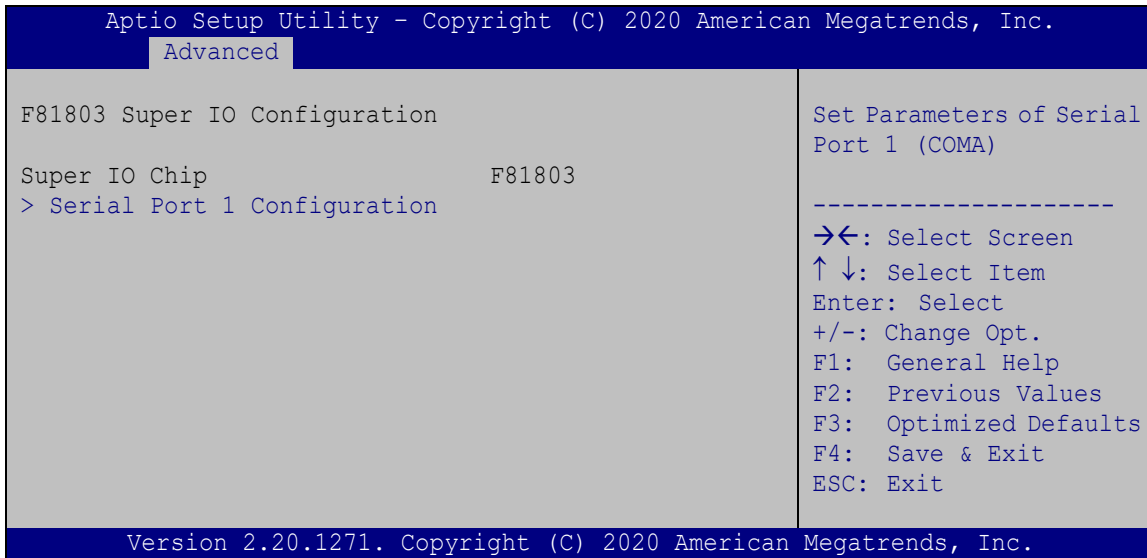 Aptio Setup Utility – Copyright (C) 2020 American Megatrends, Inc.
Advanced
F81803 Super IO Configuration
Super IO Chip F81803
> Serial Port 1 Configuration
Set Parameters of Serial
Port 1 (COMA)
---------------------
→←: Select Screen
↑ ↓: Select Item
Enter: Select
+/-: Change Opt.
F1: General Help
F2: Previous Values
F3: Optimized Defaults
F4: Save & Exit
ESC: Exit
Version 2.20.1271. Copyright (C) 2020 American Megatrends, Inc.